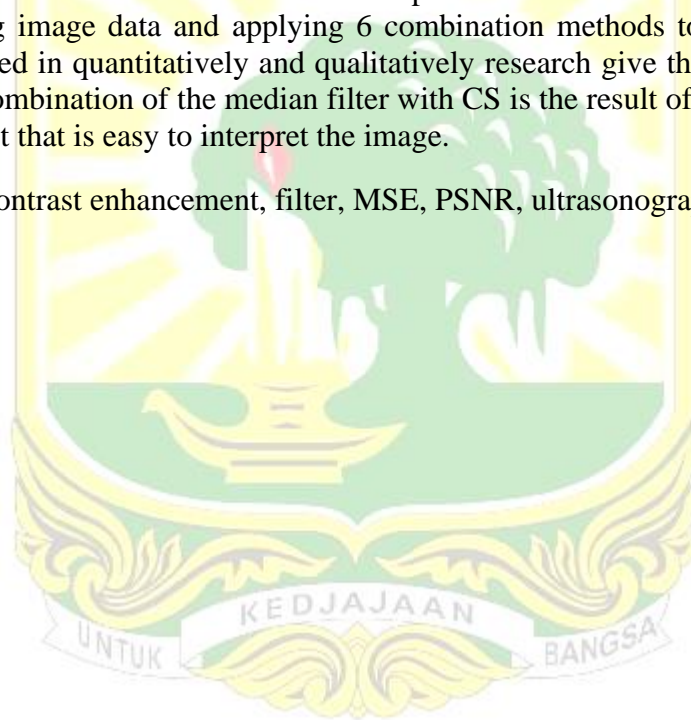 g image data and applying 6 combination methods to
ed in quantitatively and qualitatively research give th
ombination of the median filter with CS is the result of
t that is easy to interpret the image.
ontrast enhancement, filter, MSE, PSNR, ultrasonogra
UNTUK KEDJAJAAN BANGSA